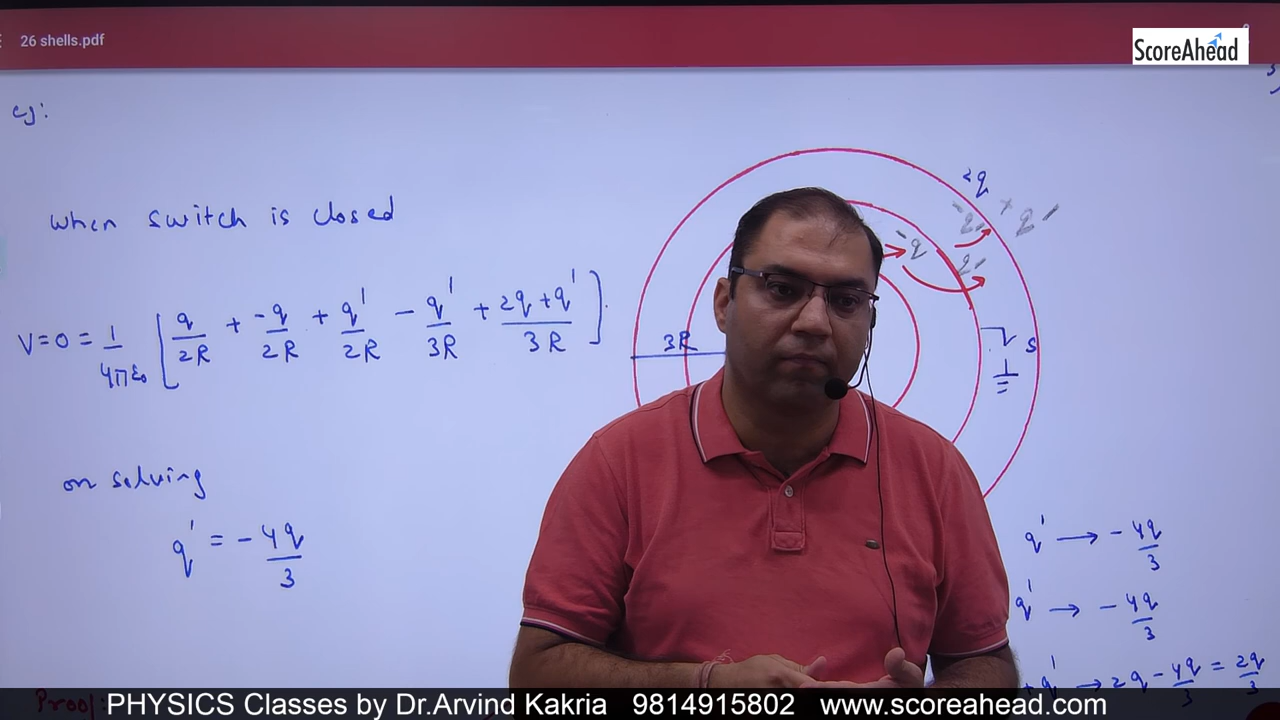 26 shells.pdf
ScoreAhead
eg:
When switch is closed
V=0 = 1/4πε₀ [ q/2R + -q/2R + q'/2R - q'/3R + 2q+q'/3R ]
2q
-q' + q'
-q
q'
3R
S
on solving
q' = - 4q/3
q' → - 4q/3
q' → - 4q/3
+q' → 2q - 4q/3 = 2q/3
Proof:
PHYSICS Classes by Dr.Arvind Kakria 9814915802 www.scoreahead.com